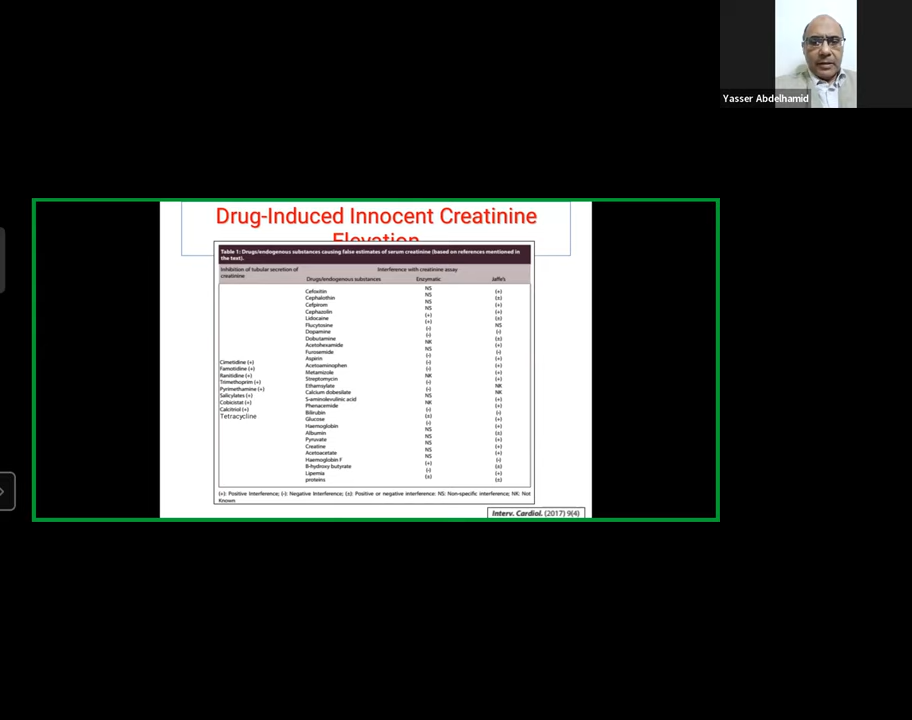 Yasser Abdelhamid
Drug-Induced Innocent Creatinine
Elevation
Table 1: Drugs/endogenous substances causing false estimates of serum creatinine (based on references mentioned in
the text).
Inhibition of tubular secretion of
creatinine
Interference with creatinine assay
Drugs/endogenous substances
Enzymatic
Jaffe's
Cimetidine (+)
Famotidine (+)
Ranitidine (+)
Trimethoprim (+)
Pyrimethamine (+)
Salicylates (+)
Cobicistat (+)
Calcitriol (+)
Tetracycline
Cefoxitin
Cephalothin
Cefpirom
Cephazolin
Lidocaine
Flucytosine
Dopamine
Dobutamine
Acetohexamide
Furosemide
Aspirin
Acetoaminophen
Metamizole
Streptomycin
Ethamsylate
Calcium dobesilate
5-aminolevulinic acid
Phenacemide
Bilirubin
Glucose
Haemoglobin
Albumin
Pyruvate
Creatine
Acetoacetate
Haemoglobin F
B-hydroxy butyrate
Lipemia
proteins
NS
NS
NS
NS
(+)
(+)
(-)
(-)
NK
NS
(-)
(-)
(-)
NK
(-)
(-)
NS
NK
(-)
(±)
(-)
NS
NS
NS
NS
NS
(+)
(-)
(±)
(+)
(±)
(+)
(+)
(±)
NS
(-)
(±)
(+)
(-)
(+)
(+)
(+)
(+)
NK
NK
(+)
(+)
(-)
(+)
(+)
(±)
(+)
(+)
(+)
(-)
(±)
(+)
(±)
(+): Positive Interference; (-): Negative Interference; (±): Positive or negative interference: NS: Non-specific interference; NK: Not
Known
Interv. Cardiol. (2017) 9(4)